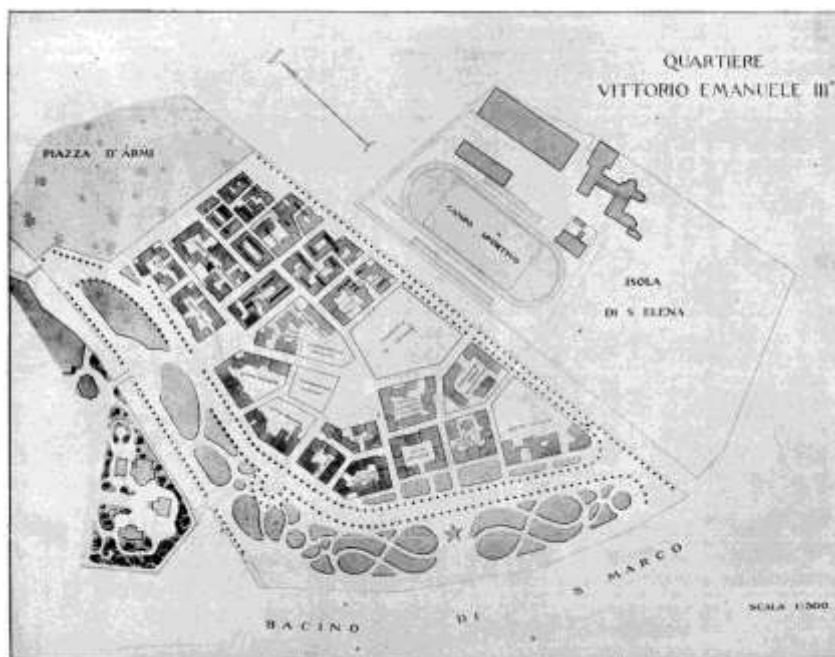 QUARTIERE
VITTORIO EMANUELE III°
PIAZZA D'ARMI
CAMPO SPORTIVO
ISOLA
DI S. ELENA
BACINO DI S. MARCO
SCALA 1:500